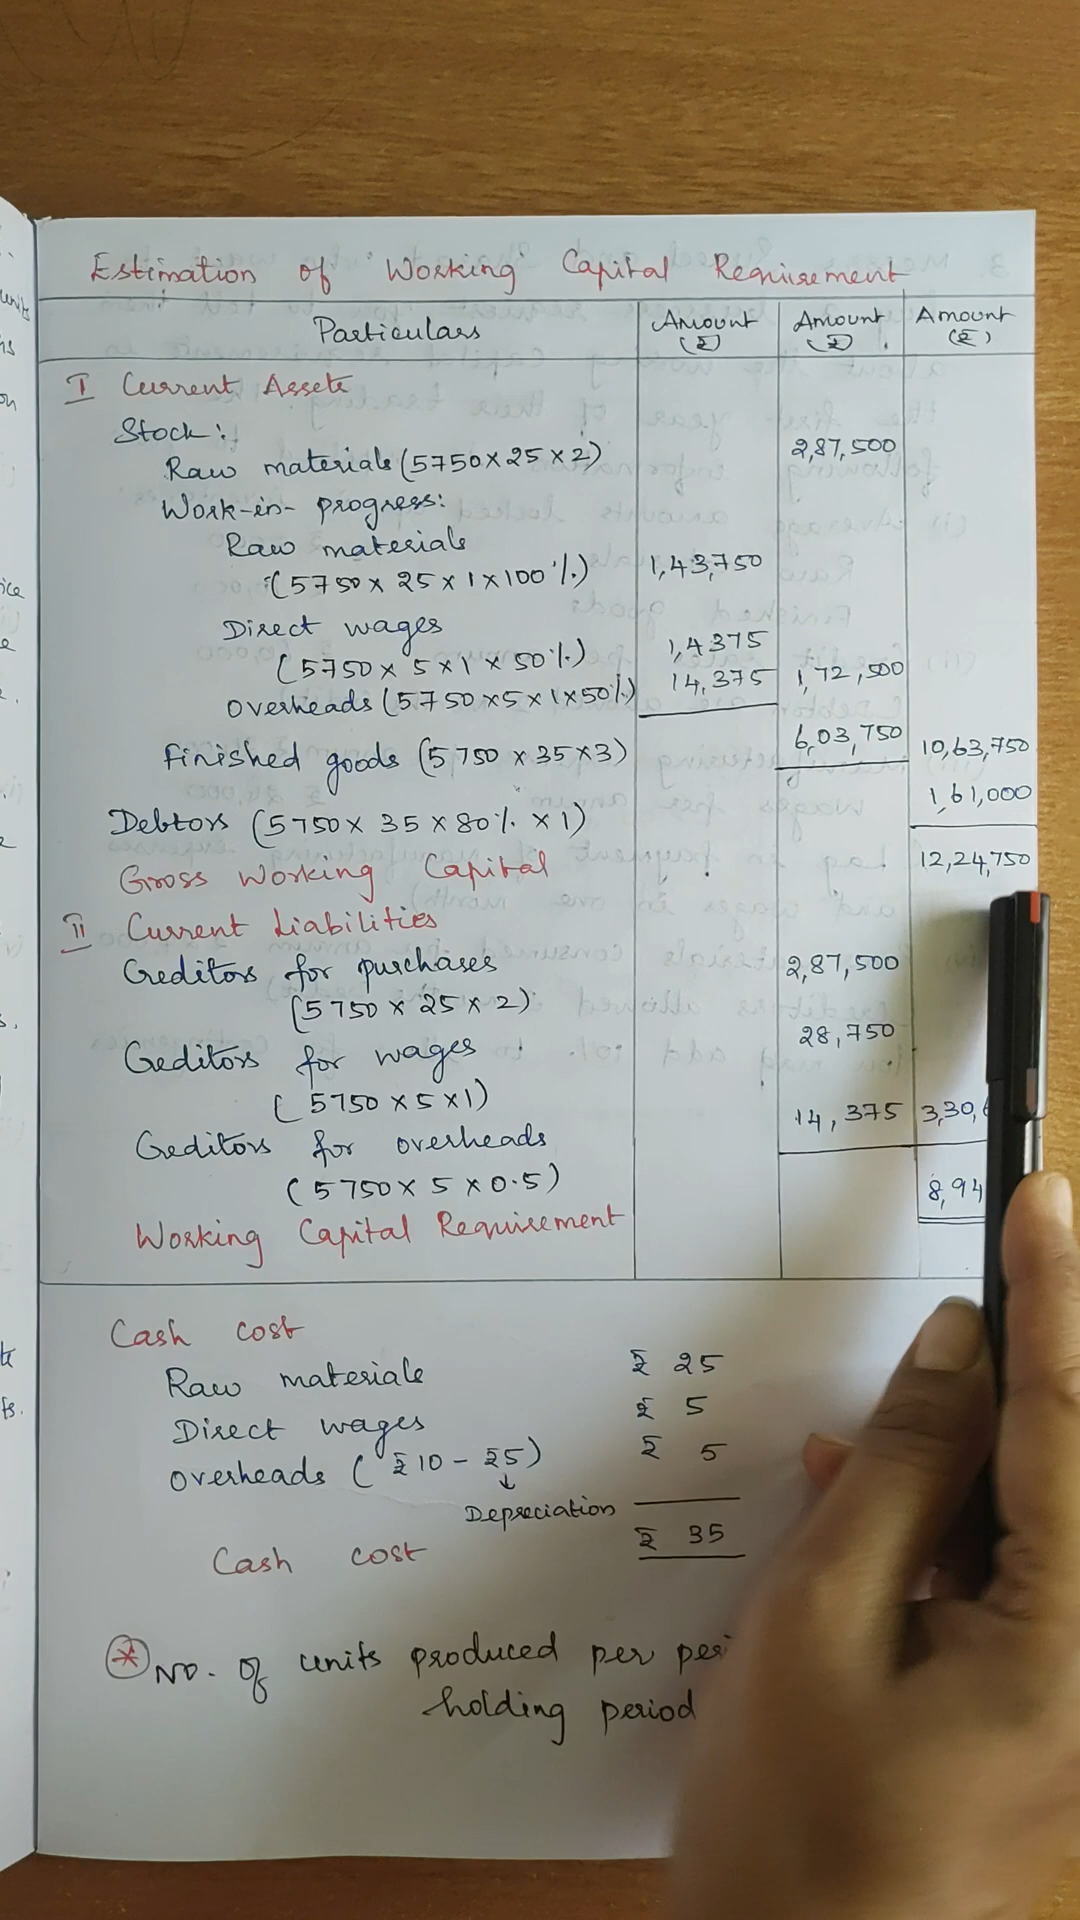 Estimation of Working Capital Requirement
Particulars Amount (₹) Amount (₹) Amount (₹)
I Current Assets
Stock:
Raw materials (5750 × 25 × 2) 2,87,500
Work-in-progress:
Raw materials
(5750 × 25 × 1 × 100%) 1,43,750
Direct wages
(5750 × 5 × 1 × 50%) 1,4375
Overheads (5750 × 5 × 1 × 50%) 14,375 1,72,500
Finished goods (5750 × 35 × 3) 6,03,750 10,63,750
Debtors (5750 × 35 × 80% × 1) 1,61,000
Gross Working Capital 12,24,750
II Current Liabilities
Creditors for purchases 2,87,500
(5750 × 25 × 2)
Creditors for wages 28,750
(5750 × 5 × 1)
Creditors for overheads 14,375 3,30,
(5750 × 5 × 0.5)
Working Capital Requirement 8,94
Cash cost
Raw materials ₹ 25
Direct wages ₹ 5
Overheads (₹10 - ₹5) ₹ 5
↓
Depreciation
Cash cost ₹ 35
* No. of units produced per
holding period